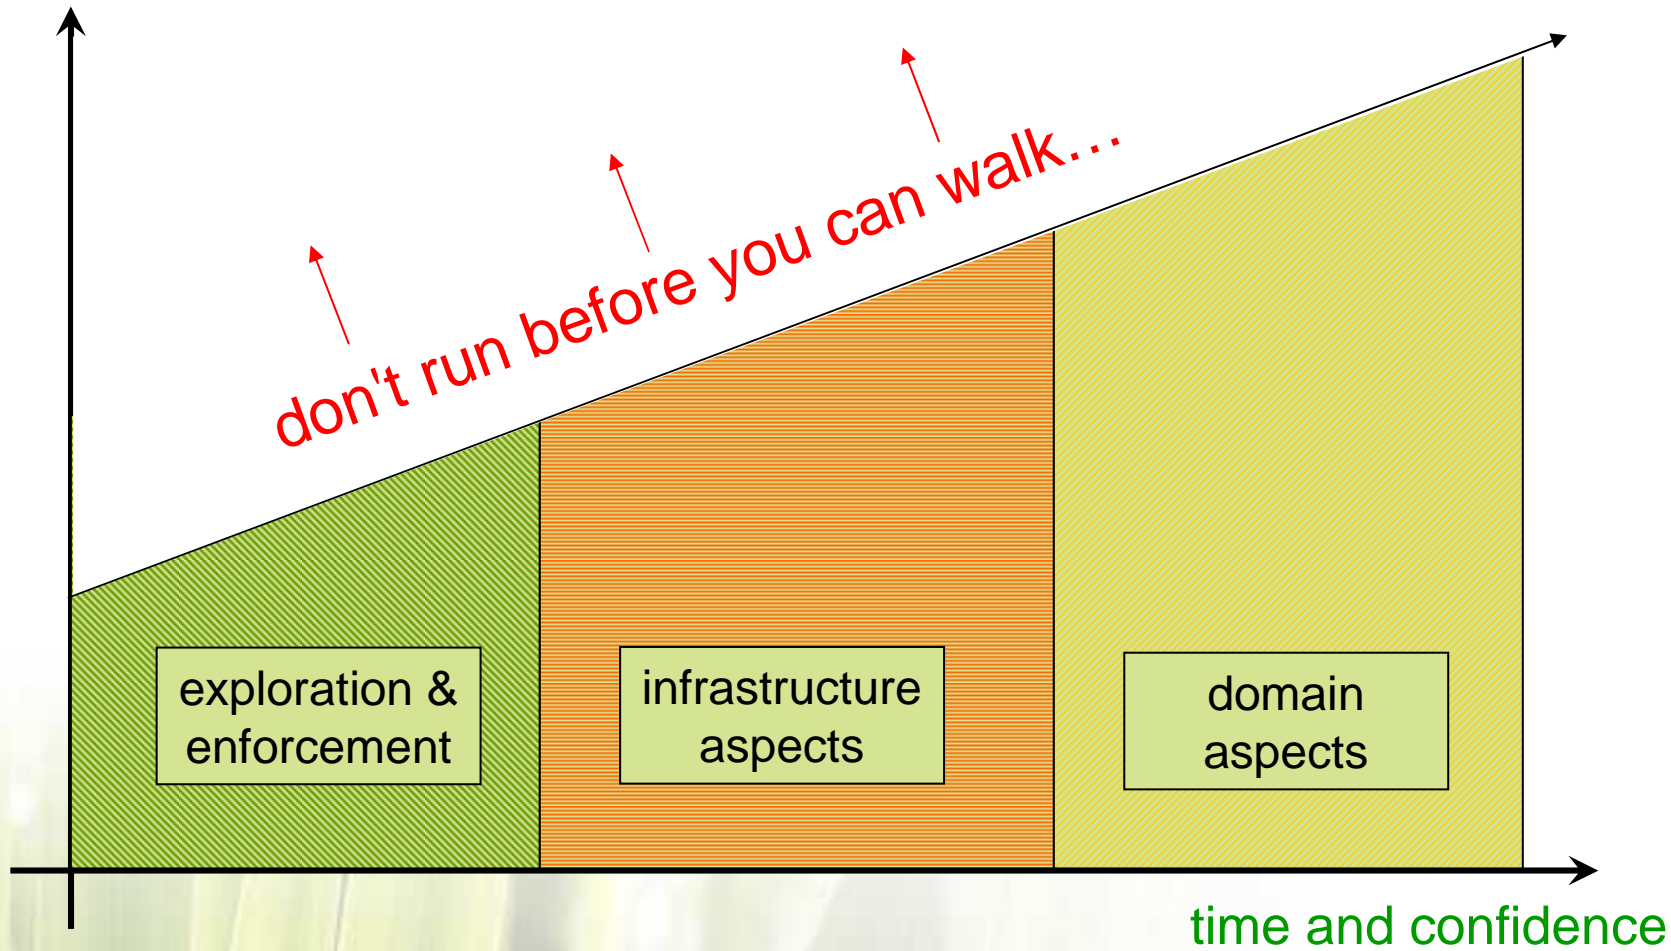 don't run before you can walk…
exploration &
enforcement
infrastructure
aspects
domain
aspects
time and confidence